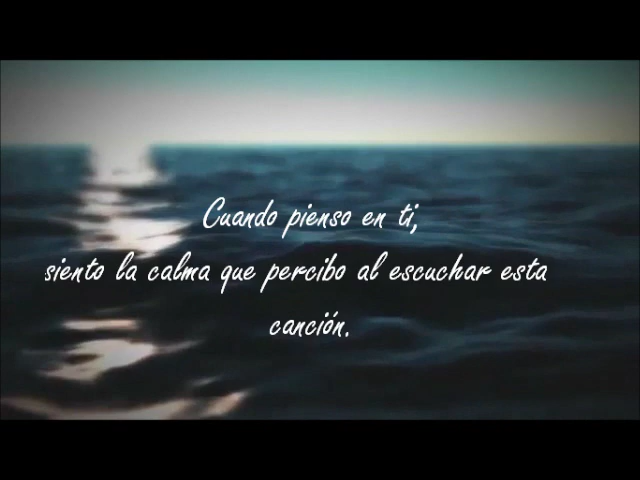 Cuando pienso en ti,
siento la calma que percibo al escuchar esta
canción.